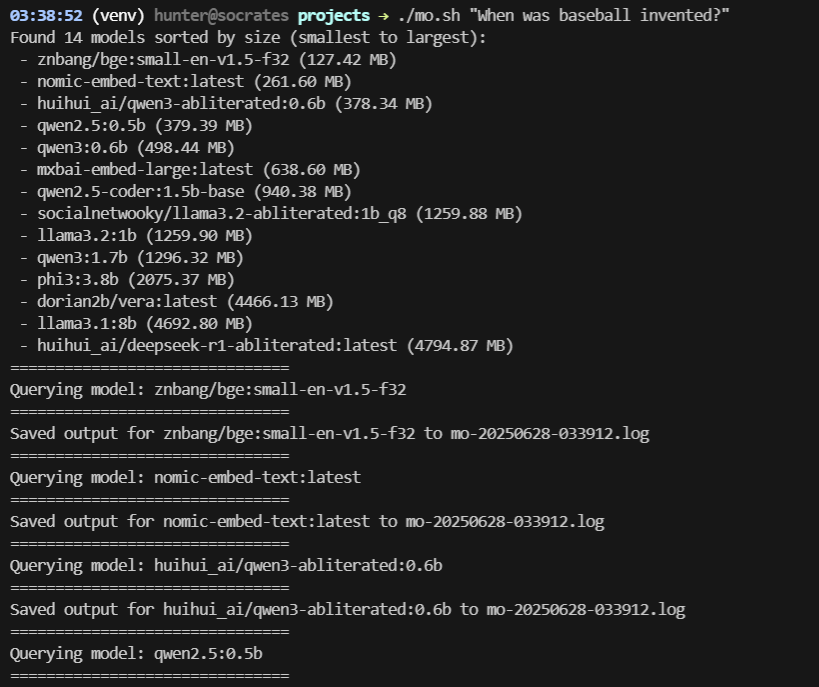 03:38:52 (venv) hunter@socrates projects → ./mo.sh "When was baseball invented?"
Found 14 models sorted by size (smallest to largest):
 - znbang/bge:small-en-v1.5-f32 (127.42 MB)
 - nomic-embed-text:latest (261.60 MB)
 - huihui_ai/qwen3-abliterated:0.6b (378.34 MB)
 - qwen2.5:0.5b (379.39 MB)
 - qwen3:0.6b (498.44 MB)
 - mxbai-embed-large:latest (638.60 MB)
 - qwen2.5-coder:1.5b-base (940.38 MB)
 - socialnetwooky/llama3.2-abliterated:1b_q8 (1259.88 MB)
 - llama3.2:1b (1259.90 MB)
 - qwen3:1.7b (1296.32 MB)
 - phi3:3.8b (2075.37 MB)
 - dorian2b/vera:latest (4466.13 MB)
 - llama3.1:8b (4692.80 MB)
 - huihui_ai/deepseek-r1-abliterated:latest (4794.87 MB)
===============================
Querying model: znbang/bge:small-en-v1.5-f32
===============================
Saved output for znbang/bge:small-en-v1.5-f32 to mo-20250628-033912.log
===============================
Querying model: nomic-embed-text:latest
===============================
Saved output for nomic-embed-text:latest to mo-20250628-033912.log
===============================
Querying model: huihui_ai/qwen3-abliterated:0.6b
===============================
Saved output for huihui_ai/qwen3-abliterated:0.6b to mo-20250628-033912.log
===============================
Querying model: qwen2.5:0.5b
===============================